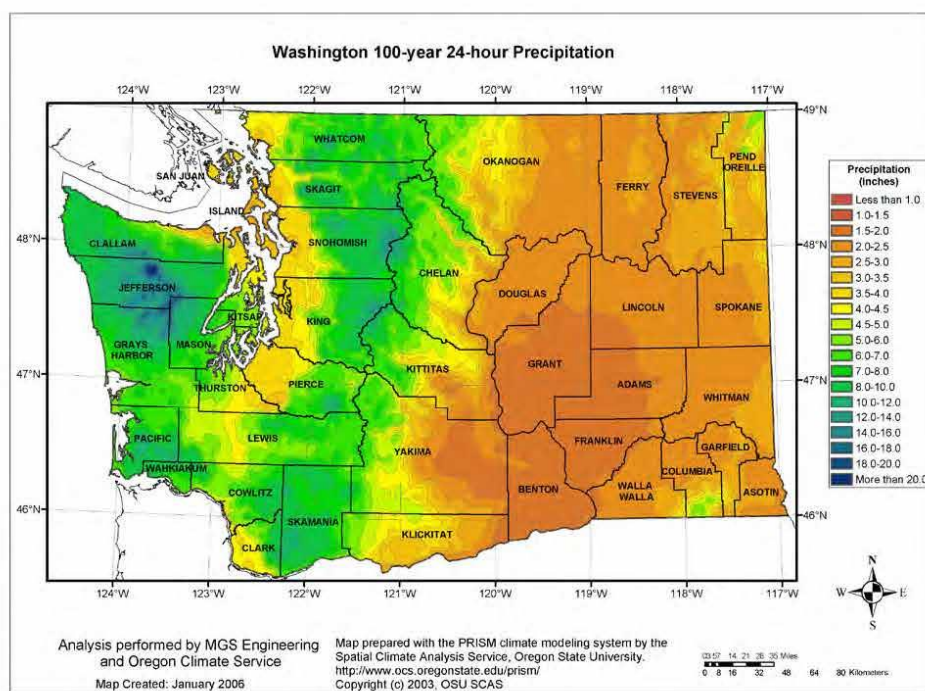 Washington 100-year 24-hour Precipitation
124°W 123°W 122°W 121°W 120°W 119°W 118°W 117°W
49°N
49°N
WHATCOM
OKANOGAN
PEND
OREILLE
SAN JUAN
SKAGIT
FERRY
STEVENS
ISLAND
48°N
48°N
CLALLAM
SNOHOMISH
CHELAN
JEFFERSON
DOUGLAS
LINCOLN
SPOKANE
KITSAP
KING
GRAYS
HARBOR
MASON
GRANT
KITTITAS
47°N
47°N
THURSTON
PIERCE
ADAMS
WHITMAN
PACIFIC
LEWIS
YAKIMA
FRANKLIN
GARFIELD
COLUMBIA
WAHKIAKUM
COWLITZ
BENTON
WALLA
WALLA
ASOTIN
46°N
46°N
SKAMANIA
KLICKITAT
CLARK
124°W 123°W 122°W 121°W 120°W 119°W 118°W 117°W
Precipitation
(inches)
Less than 1.0
1.0-1.5
1.5-2.0
2.0-2.5
2.5-3.0
3.0-3.5
3.5-4.0
4.0-4.5
4.5-5.0
5.0-6.0
6.0-7.0
7.0-8.0
8.0-10.0
10.0-12.0
12.0-14.0
14.0-16.0
16.0-18.0
18.0-20.0
More than 20.0
N
W E
S
Analysis performed by MGS Engineering
and Oregon Climate Service
Map Created: January 2006
Map prepared with the PRISM climate modeling system by the
Spatial Climate Analysis Service, Oregon State University.
http://www.ocs.oregonstate.edu/prism/
Copyright (c) 2003, OSU SCAS
14 21 28 35 Miles
0 8 16 32 48 64 80 Kilometers